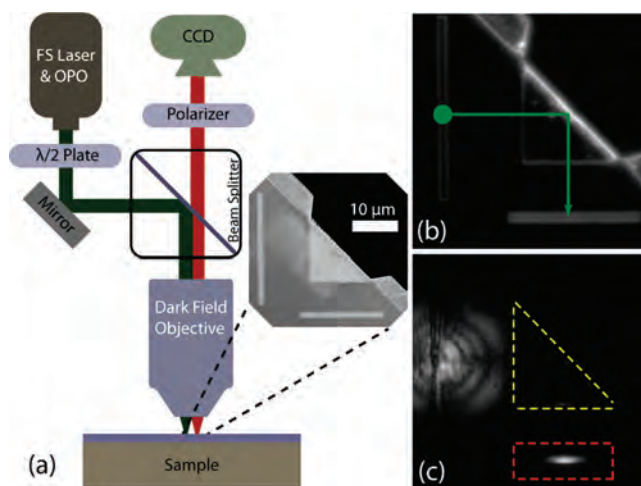 FS Laser
& OPO
CCD
Polarizer
λ/2 Plate
Mirror
Beam Splitter
10 μm
Dark Field
Objective
Sample
(a)
(b)
(c)